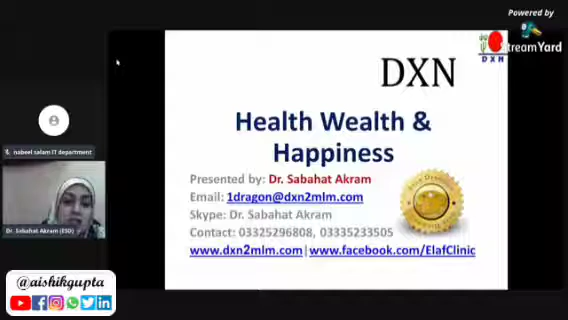 Powered by
StreamYard
DXN
DXN
Health Wealth &
Happiness
Presented by: Dr. Sabahat Akram
Email: 1dragon@dxn2mlm.com
Skype: Dr. Sabahat Akram
Contact: 03325296808, 03335233505
www.dxn2mlm.com|www.facebook.com/ElafClinic
nabeel salam IT department
Dr. Sabahat Akram (ESD)
@aishikgupta